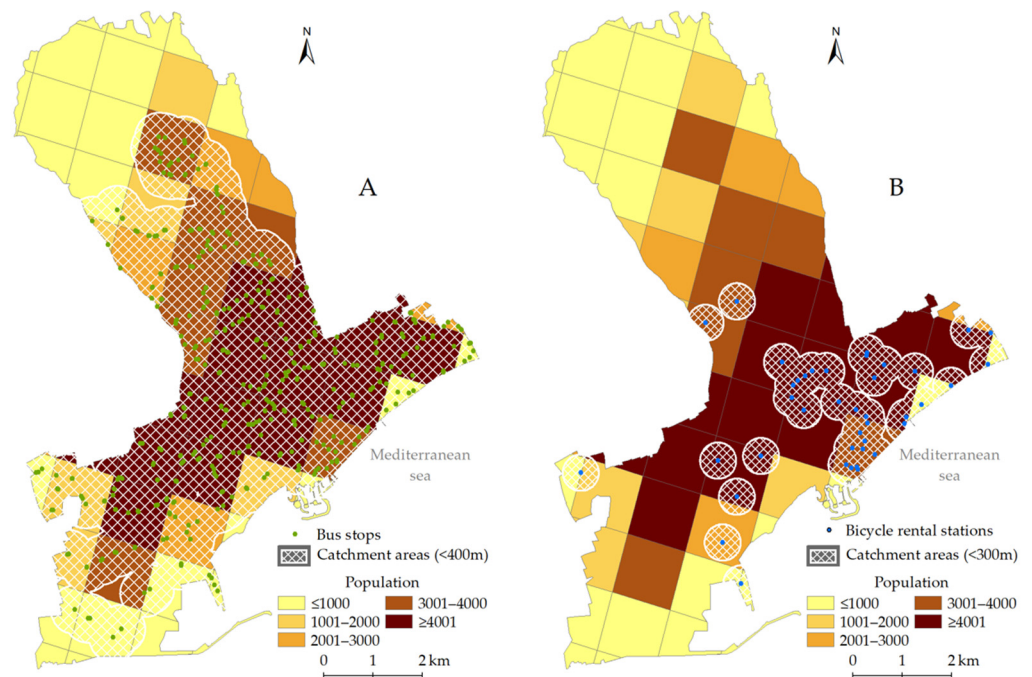 N
A
Mediterranean
sea
Bus stops
Catchment areas (<400m)
Population
≤1000
3001–4000
1001–2000
≥4001
2001–3000
0 1 2 km
N
B
Mediterranean
sea
Bicycle rental stations
Catchment areas (<300m)
Population
≤1000
3001–4000
1001–2000
≥4001
2001–3000
0 1 2 km